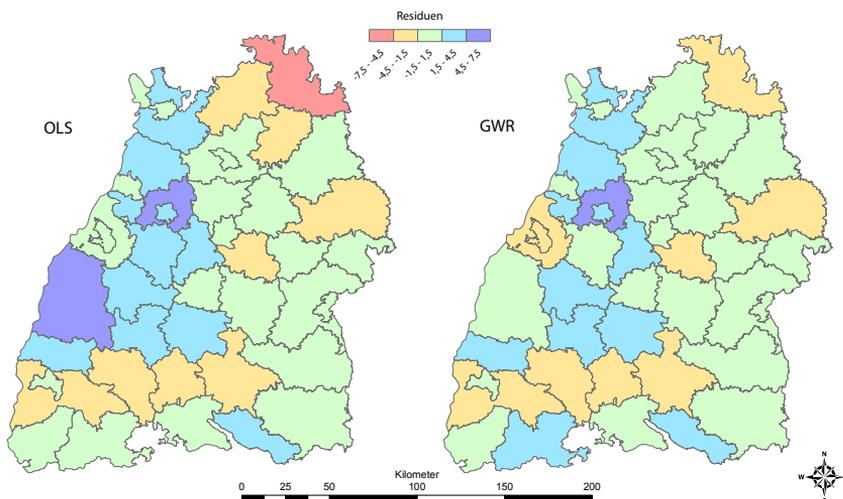 Residuen
-7,5 - -4,5
-4,5 - -1,5
-1,5 - 1,5
1,5 - 4,5
4,5 - 7,5
OLS
GWR
Kilometer
0 25 50 100 150 200
N
W
S